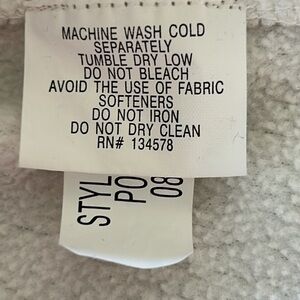 MACHINE WASH COLD
SEPARATELY
TUMBLE DRY LOW
DO NOT BLEACH
AVOID THE USE OF FABRIC
SOFTENERS
DO NOT IRON
DO NOT DRY CLEAN
RN# 134578
STYL
PO
08